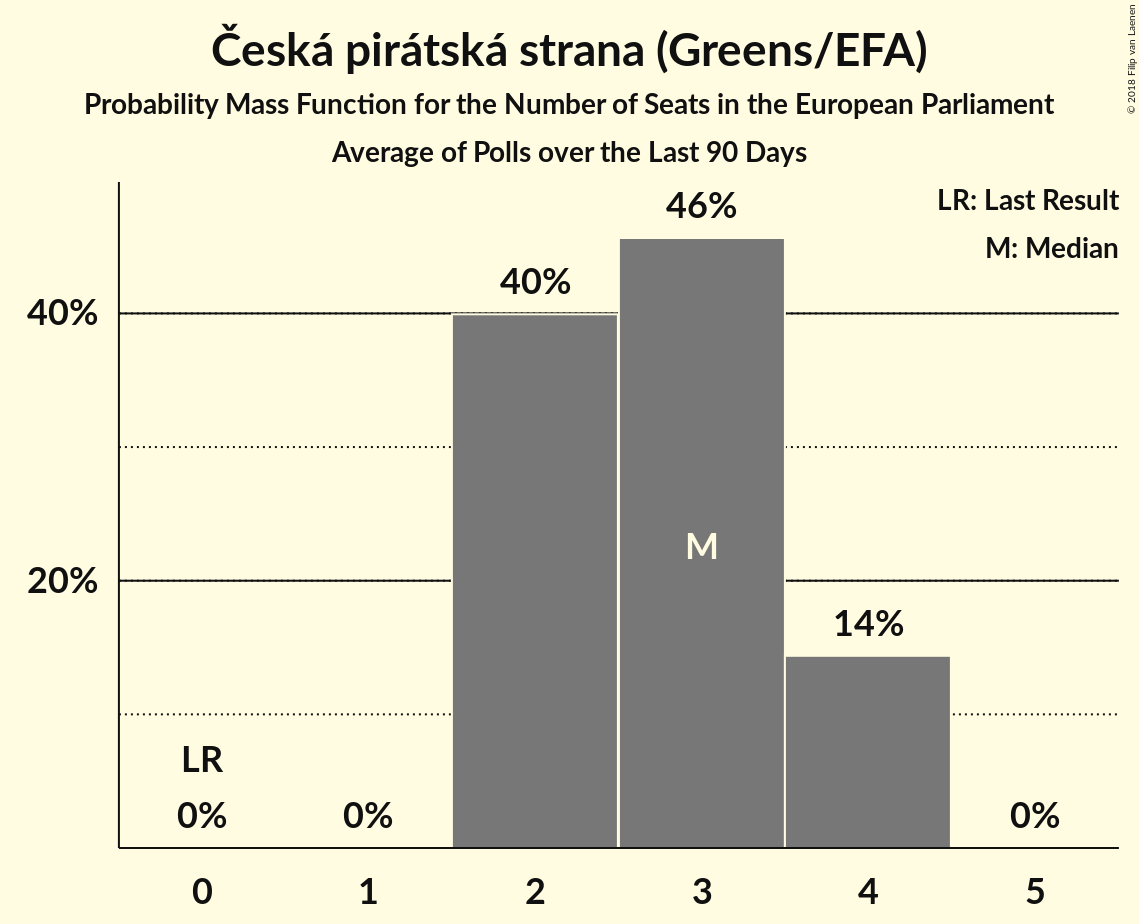 Česká pirátská strana (Greens/EFA)
Probability Mass Function for the Number of Seats in the European Parliament
Average of Polls over the Last 90 Days
© 2018 Filip van Laenen
LR: Last Result
M: Median
46%
40%
40%
M
20%
14%
LR
0%
0%
0%
0 1 2 3 4 5